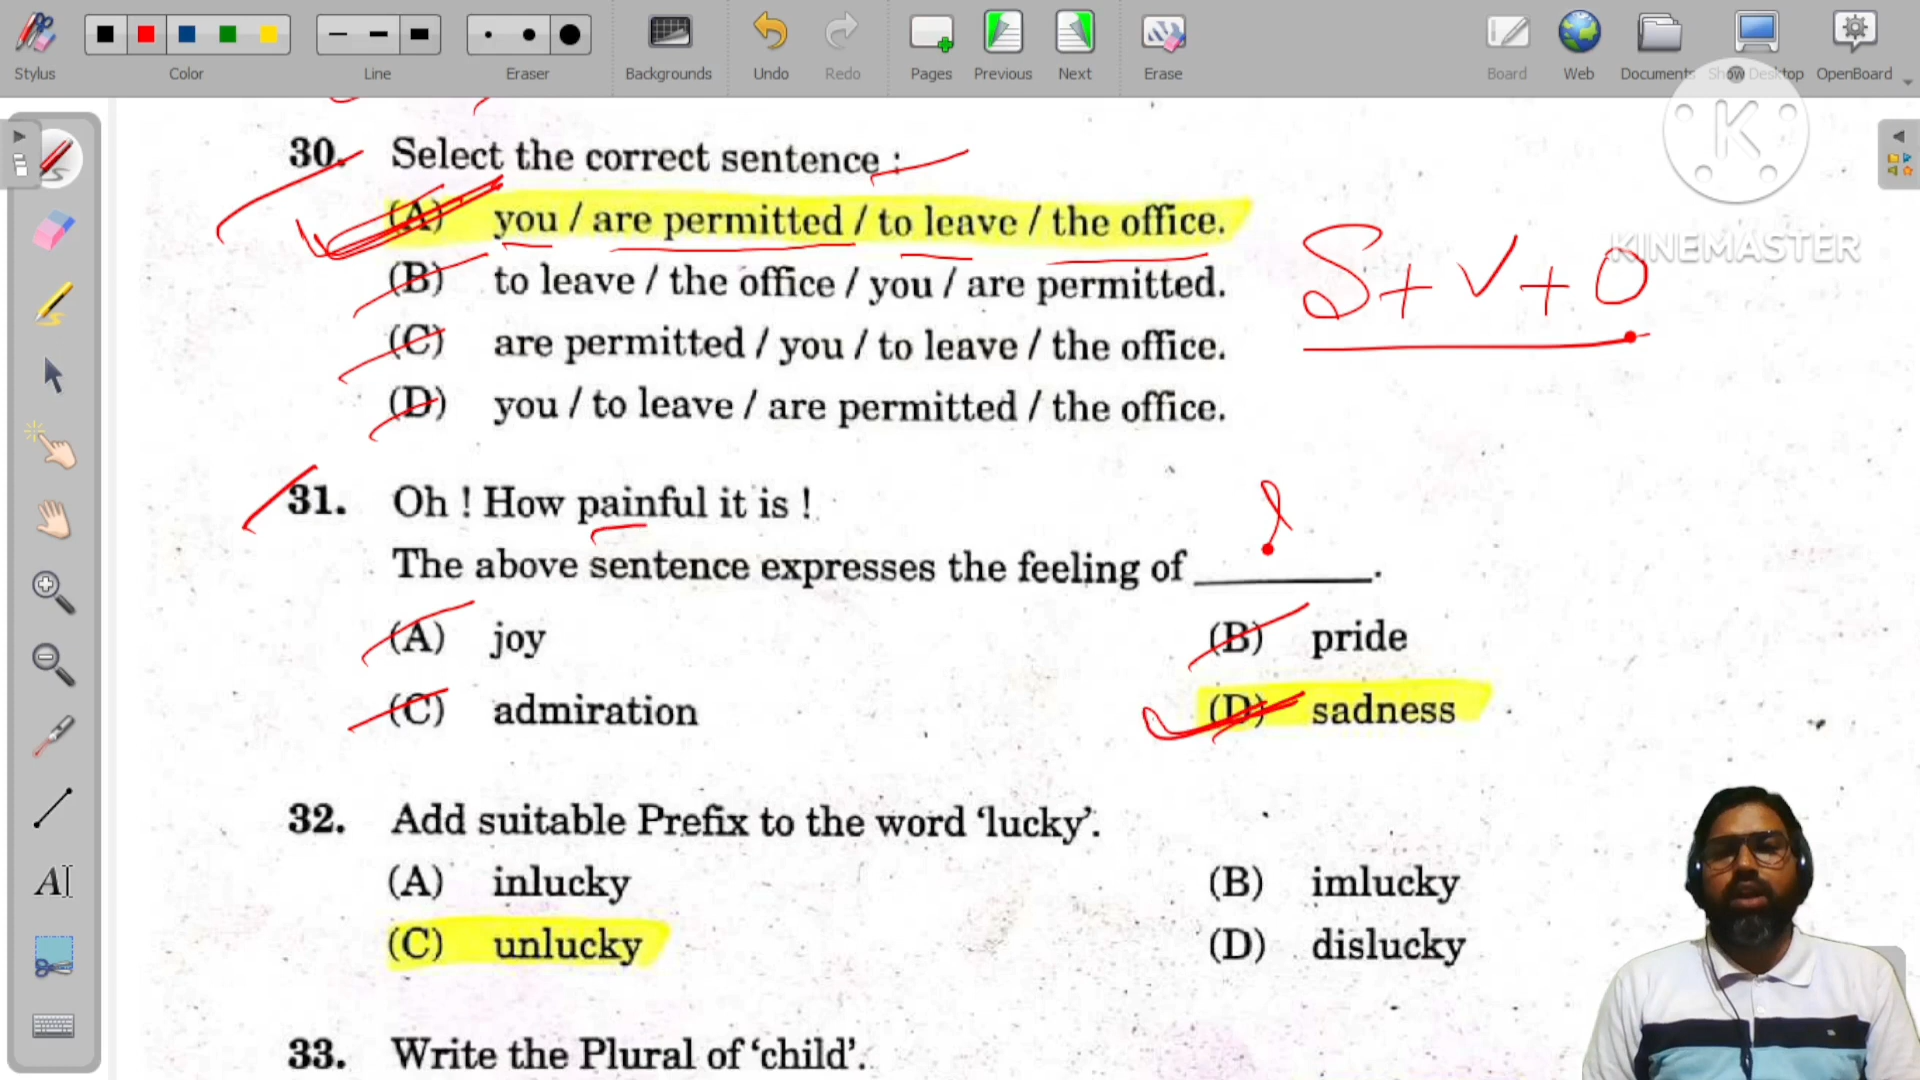 Stylus
Color
Line
Eraser
Backgrounds
Undo
Redo
Pages
Previous
Next
Erase
Board
Web
Documents
Show Desktop
OpenBoard
K
KINEMASTER
30. Select the correct sentence :
(A) you / are permitted / to leave / the office.
(B) to leave / the office / you / are permitted.
(C) are permitted / you / to leave / the office.
(D) you / to leave / are permitted / the office.
S+V+O
31. Oh ! How painful it is !
The above sentence expresses the feeling of ________.
(A) joy (B) pride
(C) admiration (D) sadness
32. Add suitable Prefix to the word ‘lucky’.
(A) inlucky (B) imlucky
(C) unlucky (D) dislucky
33. Write the Plural of ‘child’.